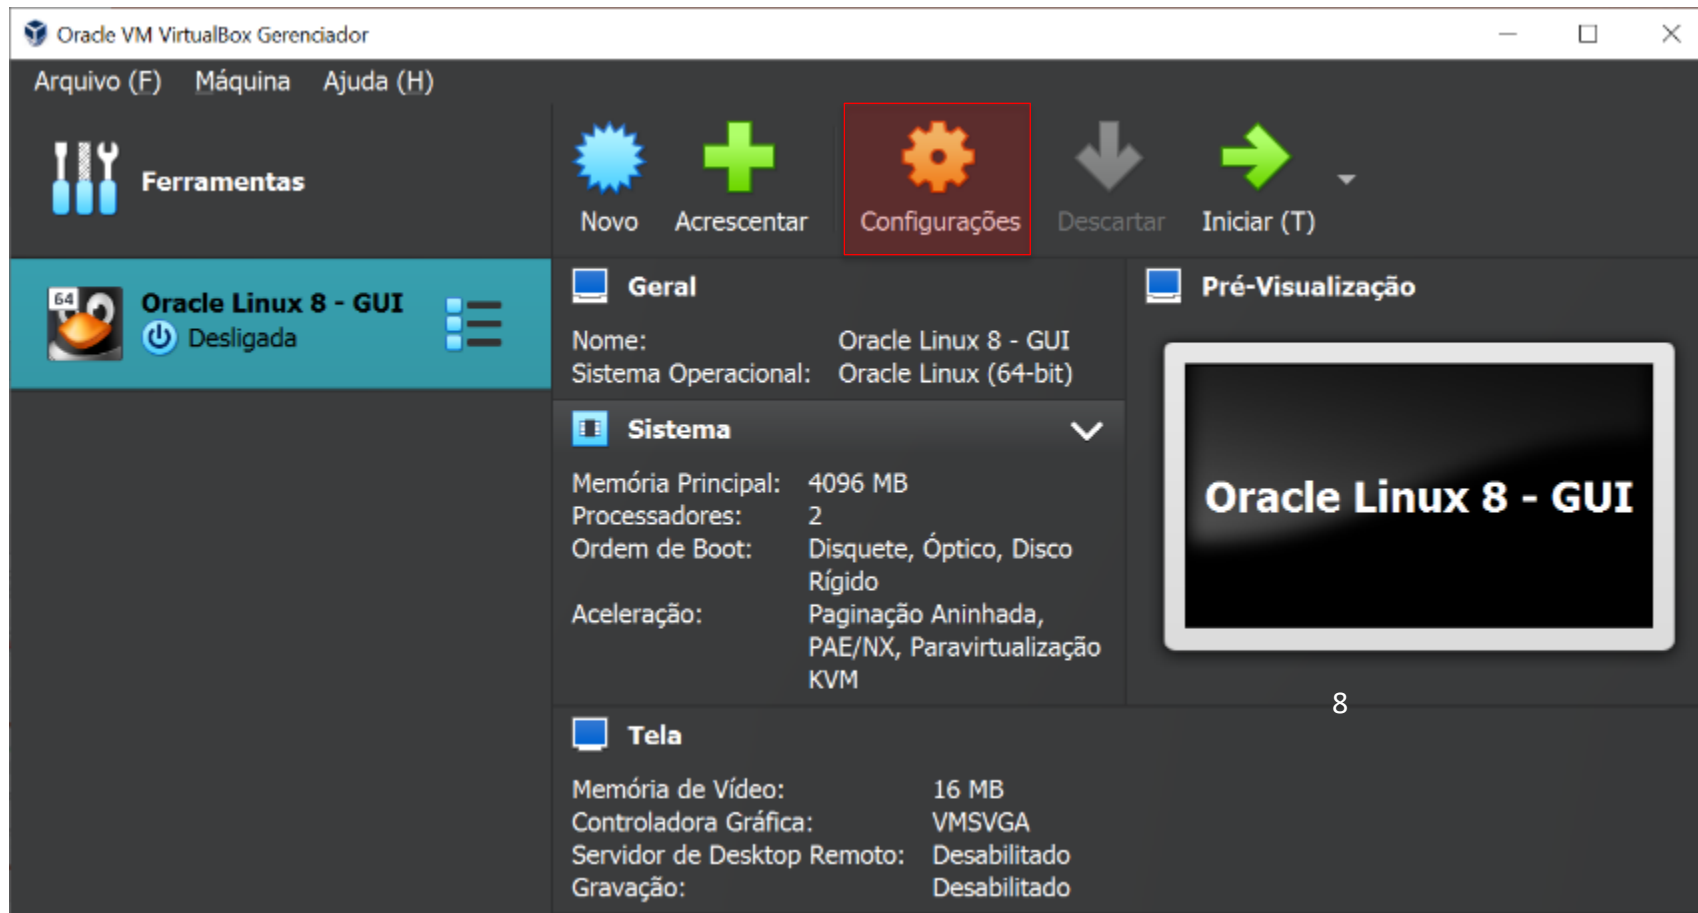 Oracle VM VirtualBox Gerenciador
Arquivo (F) Máquina Ajuda (H)
Ferramentas
Novo Acrescentar Configurações Descartar Iniciar (T)
64
Oracle Linux 8 - GUI
Desligada
Geral
Nome: Oracle Linux 8 - GUI
Sistema Operacional: Oracle Linux (64-bit)
Sistema
Memória Principal: 4096 MB
Processadores: 2
Ordem de Boot: Disquete, Óptico, Disco
Rígido
Aceleração: Paginação Aninhada,
PAE/NX, Paravirtualização
KVM
Pré-Visualização
Oracle Linux 8 - GUI
8
Tela
Memória de Vídeo: 16 MB
Controladora Gráfica: VMSVGA
Servidor de Desktop Remoto: Desabilitado
Gravação: Desabilitado